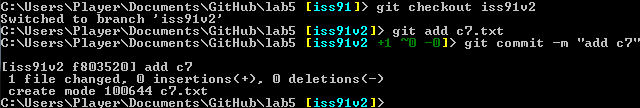 C:\Users\Player\Documents\GitHub\lab5 [iss91]> git checkout iss91v2
Switched to branch 'iss91v2'
C:\Users\Player\Documents\GitHub\lab5 [iss91v2]> git add c7.txt
C:\Users\Player\Documents\GitHub\lab5 [iss91v2 +1 ~0 -0]> git commit -m "add c7"
[iss91v2 f803520] add c7
1 file changed, 0 insertions(+), 0 deletions(-)
create mode 100644 c7.txt
C:\Users\Player\Documents\GitHub\lab5 [iss91v2]>